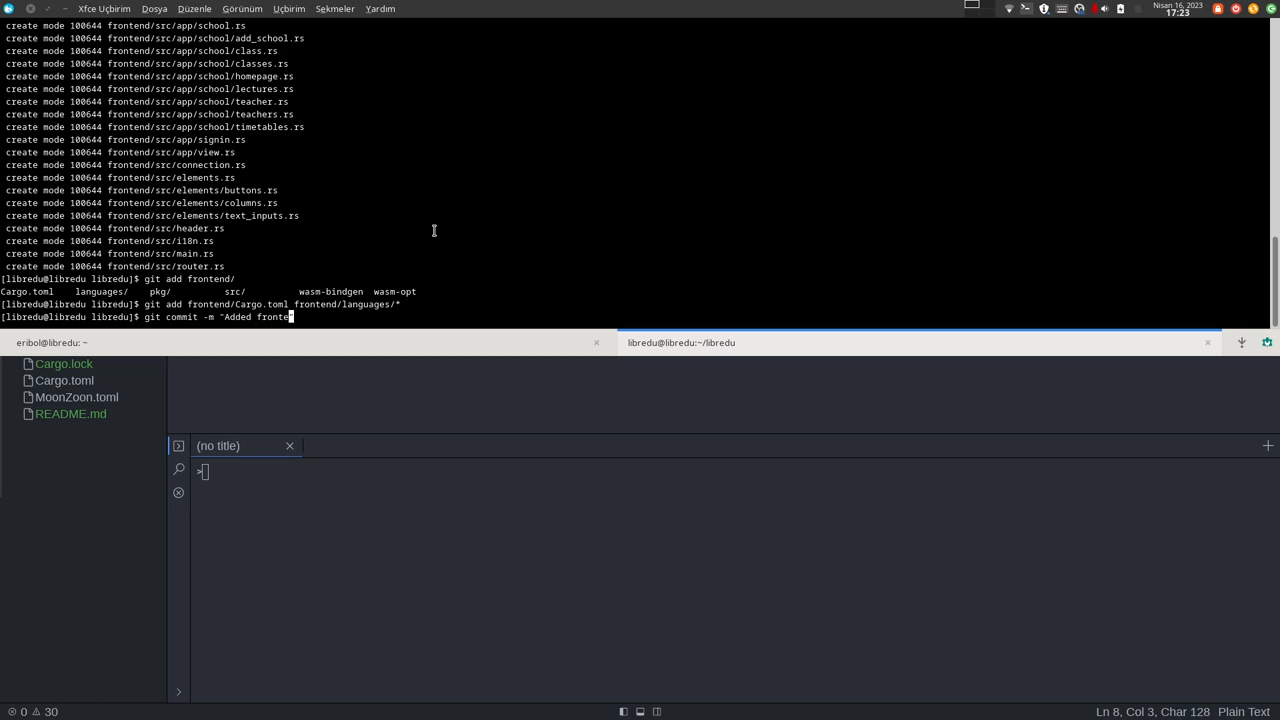 Xfce Uçbirim Dosya Düzenle Görünüm Uçbirim Sekmeler Yardım
Nisan 16, 2023
17:23
create mode 100644 frontend/src/app/school.rs
create mode 100644 frontend/src/app/school/add_school.rs
create mode 100644 frontend/src/app/school/class.rs
create mode 100644 frontend/src/app/school/classes.rs
create mode 100644 frontend/src/app/school/homepage.rs
create mode 100644 frontend/src/app/school/lectures.rs
create mode 100644 frontend/src/app/school/teacher.rs
create mode 100644 frontend/src/app/school/teachers.rs
create mode 100644 frontend/src/app/school/timetables.rs
create mode 100644 frontend/src/app/signin.rs
create mode 100644 frontend/src/app/view.rs
create mode 100644 frontend/src/connection.rs
create mode 100644 frontend/src/elements.rs
create mode 100644 frontend/src/elements/buttons.rs
create mode 100644 frontend/src/elements/columns.rs
create mode 100644 frontend/src/elements/text_inputs.rs
create mode 100644 frontend/src/header.rs
create mode 100644 frontend/src/i18n.rs
create mode 100644 frontend/src/main.rs
create mode 100644 frontend/src/router.rs
[libredu@libredu libredu]$ git add frontend/
Cargo.toml languages/ pkg/ src/ wasm-bindgen wasm-opt
[libredu@libredu libredu]$ git add frontend/Cargo.toml frontend/languages/*
[libredu@libredu libredu]$ git commit -m "Added fronte"
eribol@libredu: ~
libredu@libredu:~/libredu
Cargo.lock
Cargo.toml
MoonZoon.toml
README.md
(no title)
>
0 30
Ln 8, Col 3, Char 128 Plain Text